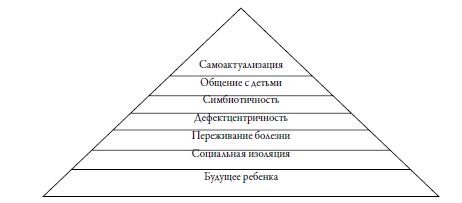 Самоактуализация
Общение с детьми
Симбиотичность
Дефектцентричность
Переживание болезни
Социальная изоляция
Будущее ребенка